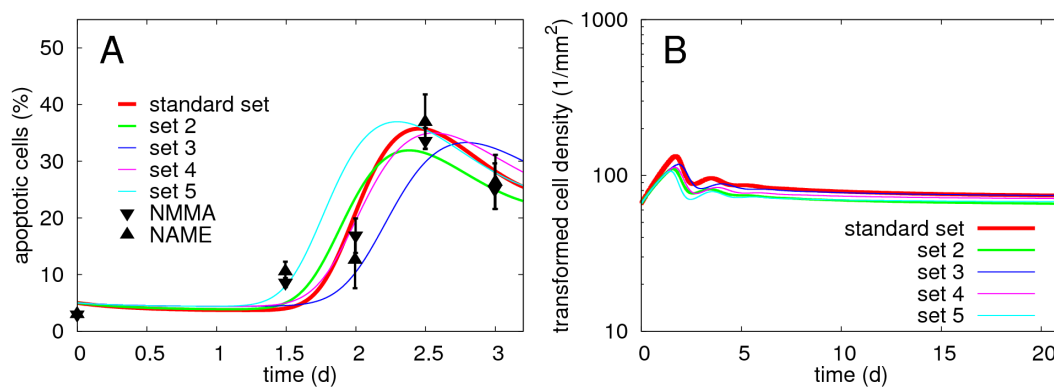 A
apoptotic cells (%)
0
10
20
30
40
50
standard set
set 2
set 3
set 4
set 5
NMMA
NAME
0
0.5
1
1.5
2
2.5
3
time (d)
B
transformed cell density (1/mm²)
10
100
1000
standard set
set 2
set 3
set 4
set 5
0
5
10
15
20
time (d)